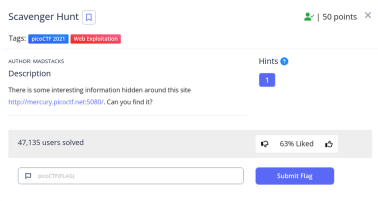 Scavenger Hunt
| 50 points
Tags: picoCTF 2021 Web Exploitation
AUTHOR: MADSTACKS
Description
There is some interesting information hidden around this site
http://mercury.picoctf.net:5080/. Can you find it?
Hints ?
1
47,135 users solved
63% Liked
picoCTF{FLAG}
Submit Flag